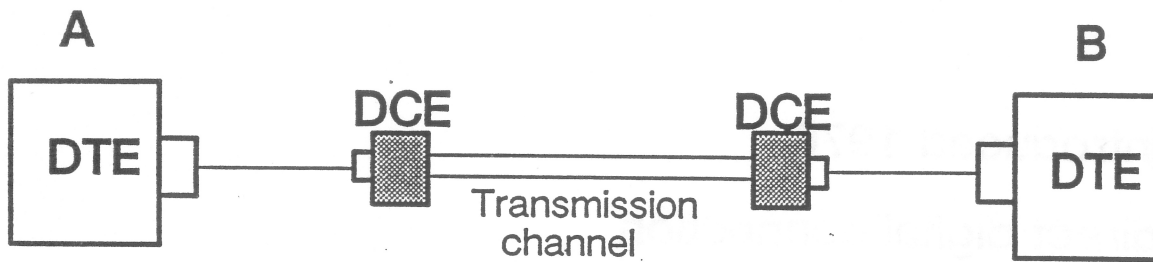 A
B
DCE
DCE
DTE
DTE
Transmission
channel